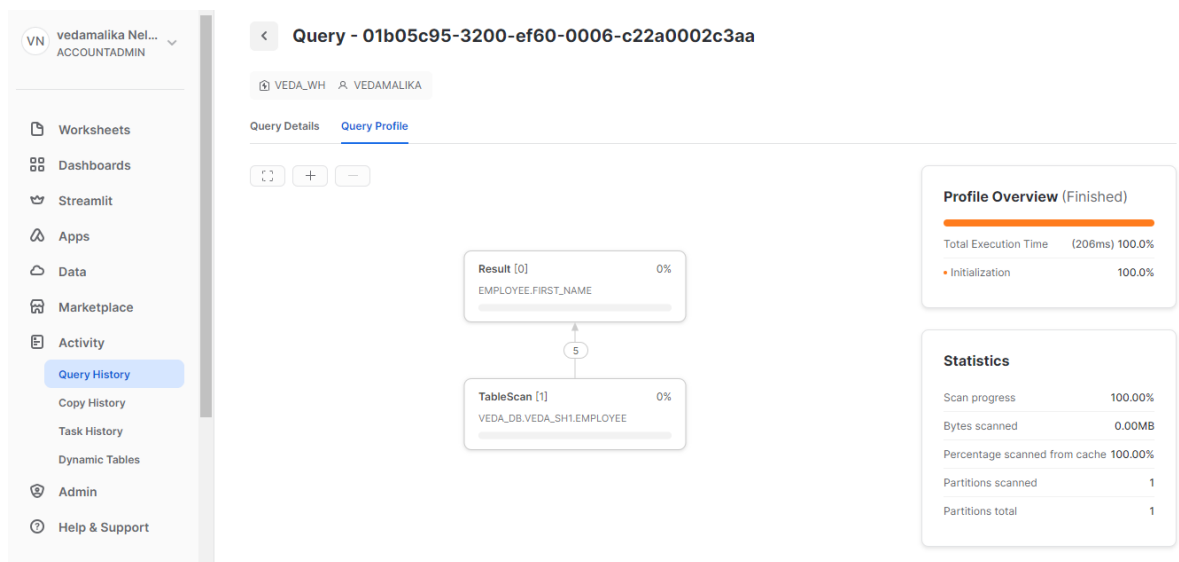 VN
vedamalika Nel...
ACCOUNTADMIN
Worksheets
Dashboards
Streamlit
Apps
Data
Marketplace
Activity
Query History
Copy History
Task History
Dynamic Tables
Admin
Help & Support
Query - 01b05c95-3200-ef60-0006-c22a0002c3aa
VEDA_WH VEDAMALIKA
Query Details Query Profile
Result [0] 0%
EMPLOYEE.FIRST_NAME
5
TableScan [1] 0%
VEDA_DB.VEDA_SH1.EMPLOYEE
Profile Overview (Finished)
Total Execution Time (206ms) 100.0%
Initialization 100.0%
Statistics
Scan progress 100.00%
Bytes scanned 0.00MB
Percentage scanned from cache 100.00%
Partitions scanned 1
Partitions total 1